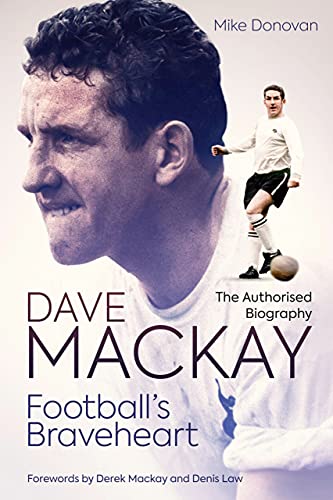 Mike Donovan
The Authorised
Biography
DAVE
MACKAY
Football's
Braveheart
Forewords by Derek Mackay and Denis Law